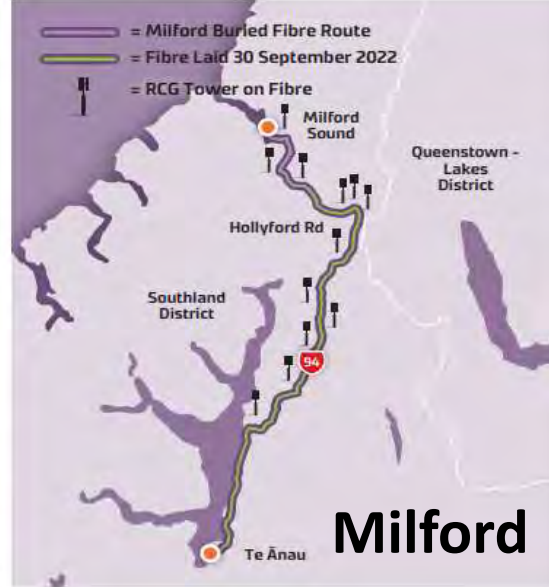 = Milford Buried Fibre Route
= Fibre Laid 30 September 2022
= RCG Tower on Fibre
Milford
Sound
Queenstown -
Lakes
District
Hollyford Rd
Southland
District
94
Te Ānau
Milford